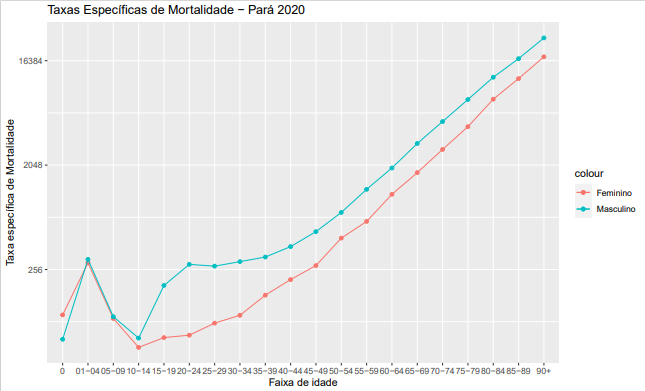 Taxas Específicas de Mortalidade − Pará 2020
Taxa específica de Mortalidade
16384
2048
256
0 01−04 05−09 10−14 15−19 20−24 25−29 30−34 35−39 40−44 45−49 50−54 55−59 60−64 65−69 70−74 75−79 80−84 85−89 90+
Faixa de idade
colour
Feminino
Masculino